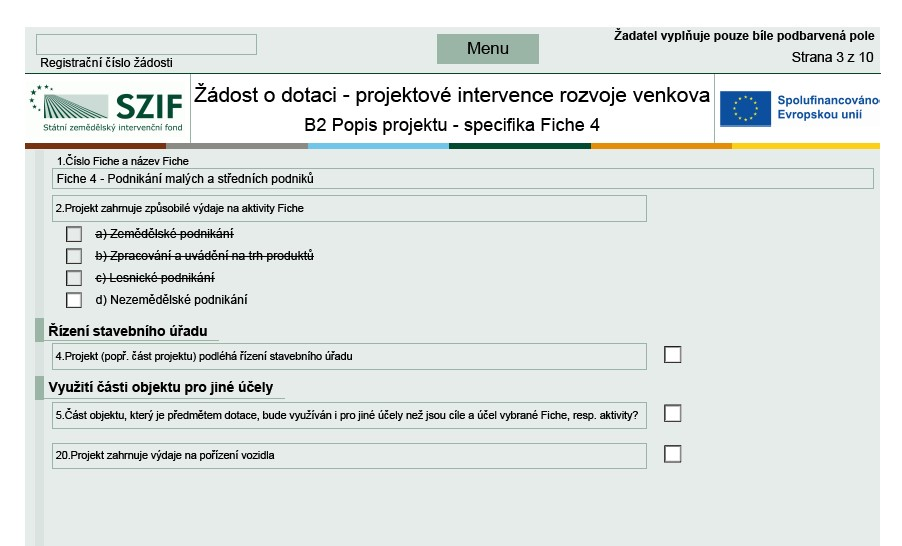 Žadatel vyplňuje pouze bíle podbarvená pole
Menu
Registrační číslo žádosti
Strana 3 z 10
SZIF
Státní zemědělský intervenční fond
Žádost o dotaci - projektové intervence rozvoje venkova
B2 Popis projektu - specifika Fiche 4
Spolufinancováno
Evropskou unií
1.Číslo Fiche a název Fiche
Fiche 4 - Podnikání malých a středních podniků
2.Projekt zahrnuje způsobilé výdaje na aktivity Fiche
a) Zemědělské podnikání
b) Zpracování a uvádění na trh produktů
c) Lesnické podnikání
d) Nezemědělské podnikání
Řízení stavebního úřadu
4.Projekt (popř. část projektu) podléhá řízení stavebního úřadu
Využití části objektu pro jiné účely
5.Část objektu, který je předmětem dotace, bude využíván i pro jiné účely než jsou cíle a účel vybrané Fiche, resp. aktivity?
20.Projekt zahrnuje výdaje na pořízení vozidla